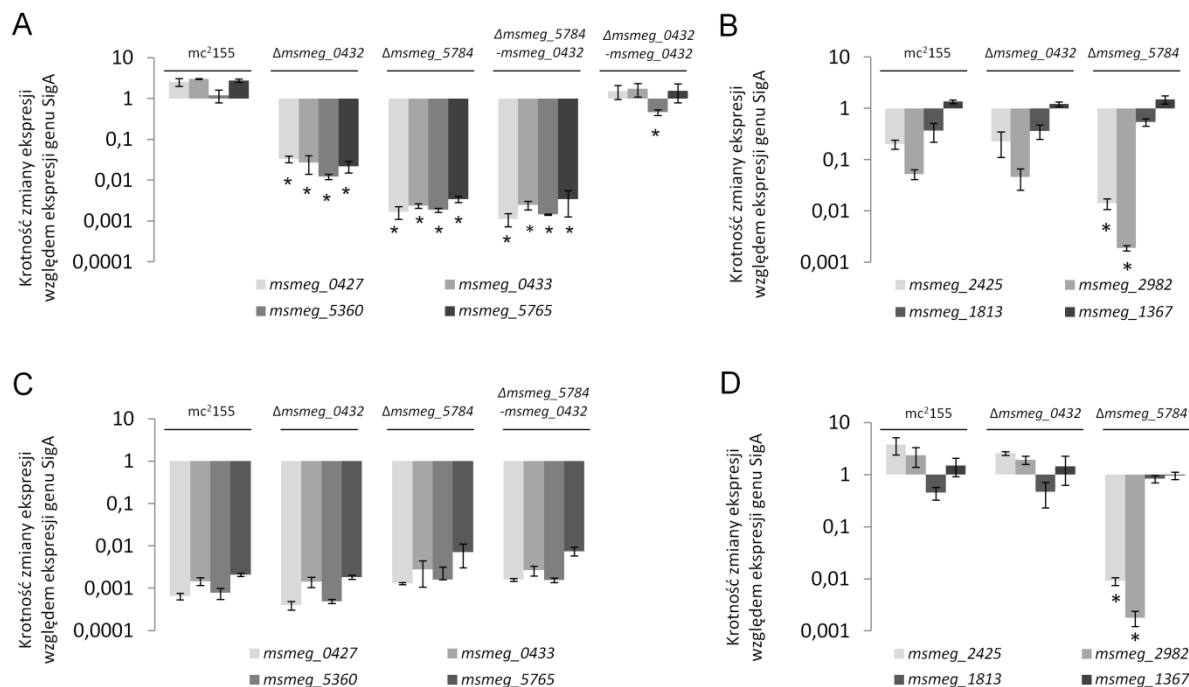 A
Krotność zmiany ekspresji
względem ekspresji genu SigA
10
1
0,1
0,01
0,001
0,0001
mc²155
Δmsmeg_0432
Δmsmeg_5784
Δmsmeg_5784
-msmeg_0432
Δmsmeg_0432
-msmeg_0432
* * * *
* * * *
* * * *
*
msmeg_0427
msmeg_0433
msmeg_5360
msmeg_5765
B
Krotność zmiany ekspresji
względem ekspresji genu SigA
10
1
0,1
0,01
0,001
mc²155
Δmsmeg_0432
Δmsmeg_5784
* *
msmeg_2425
msmeg_2982
msmeg_1813
msmeg_1367
C
Krotność zmiany ekspresji
względem ekspresji genu SigA
10
1
0,1
0,01
0,001
0,0001
mc²155
Δmsmeg_0432
Δmsmeg_5784
Δmsmeg_5784
-msmeg_0432
msmeg_0427
msmeg_0433
msmeg_5360
msmeg_5765
D
Krotność zmiany ekspresji
względem ekspresji genu SigA
10
1
0,1
0,01
0,001
mc²155
Δmsmeg_0432
Δmsmeg_5784
* *
msmeg_2425
msmeg_2982
msmeg_1813
msmeg_1367